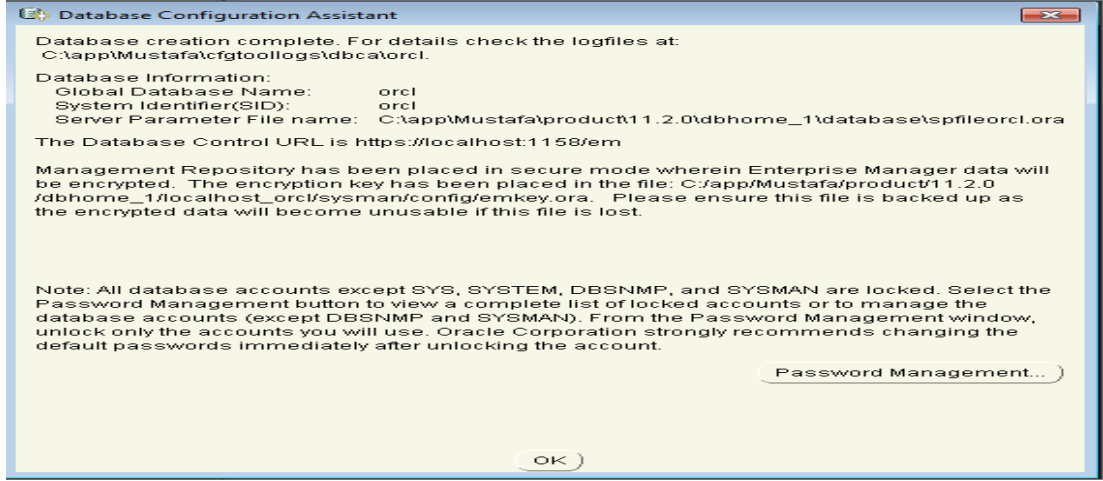 Database Configuration Assistant
Database creation complete. For details check the logfiles at:
C:\app\Mustafa\cfgtoollogs\dbca\orcl.
Database Information:
Global Database Name: orcl
System Identifier(SID): orcl
Server Parameter File name: C:\app\Mustafa\product\11.2.0\dbhome_1\database\spfileorcl.ora
The Database Control URL is https://localhost:1158/em
Management Repository has been placed in secure mode wherein Enterprise Manager data will
be encrypted. The encryption key has been placed in the file: C:/app/Mustafa/product/11.2.0
/dbhome_1/localhost_orcl/sysman/config/emkey.ora. Please ensure this file is backed up as
the encrypted data will become unusable if this file is lost.
Note: All database accounts except SYS, SYSTEM, DBSNMP, and SYSMAN are locked. Select the
Password Management button to view a complete list of locked accounts or to manage the
database accounts (except DBSNMP and SYSMAN). From the Password Management window,
unlock only the accounts you will use. Oracle Corporation strongly recommends changing the
default passwords immediately after unlocking the account.
Password Management...
OK